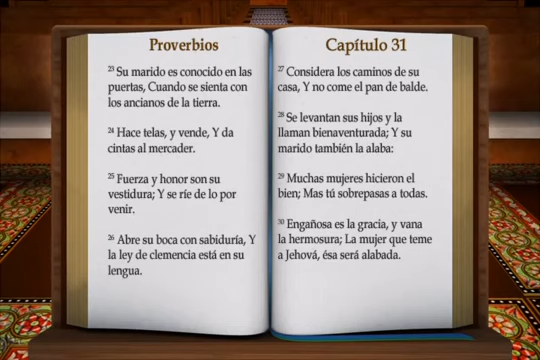 Proverbios
²³ Su marido es conocido en las
puertas, Cuando se sienta con
los ancianos de la tierra.
²⁴ Hace telas, y vende, Y da
cintas al mercader.
²⁵ Fuerza y honor son su
vestidura; Y se ríe de lo por
venir.
²⁶ Abre su boca con sabiduría, Y
la ley de clemencia está en su
lengua.
Capítulo 31
²⁷ Considera los caminos de su
casa, Y no come el pan de balde.
²⁸ Se levantan sus hijos y la
llaman bienaventurada; Y su
marido también la alaba:
²⁹ Muchas mujeres hicieron el
bien; Mas tú sobrepasas a todas.
³⁰ Engañosa es la gracia, y vana
la hermosura; La mujer que teme
a Jehová, ésa será alabada.